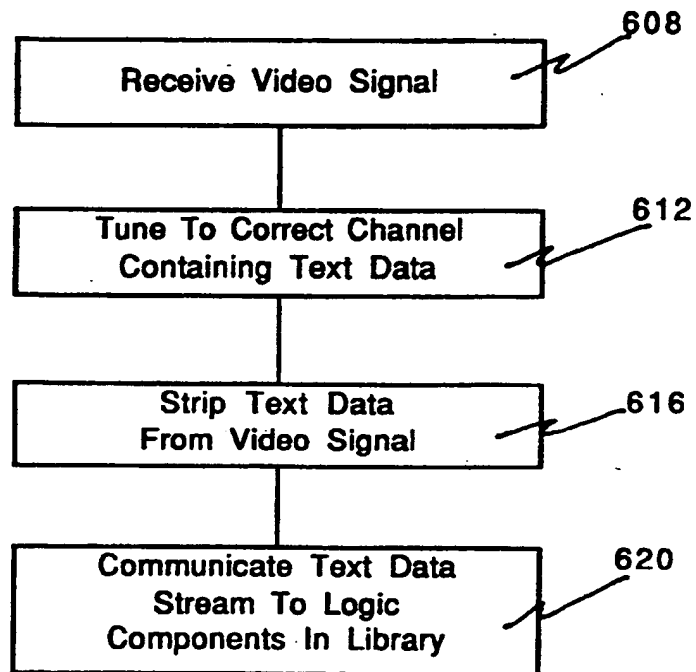 608
Receive Video Signal
612
Tune To Correct Channel
Containing Text Data
616
Strip Text Data
From Video Signal
620
Communicate Text Data
Stream To Logic
Components In Library